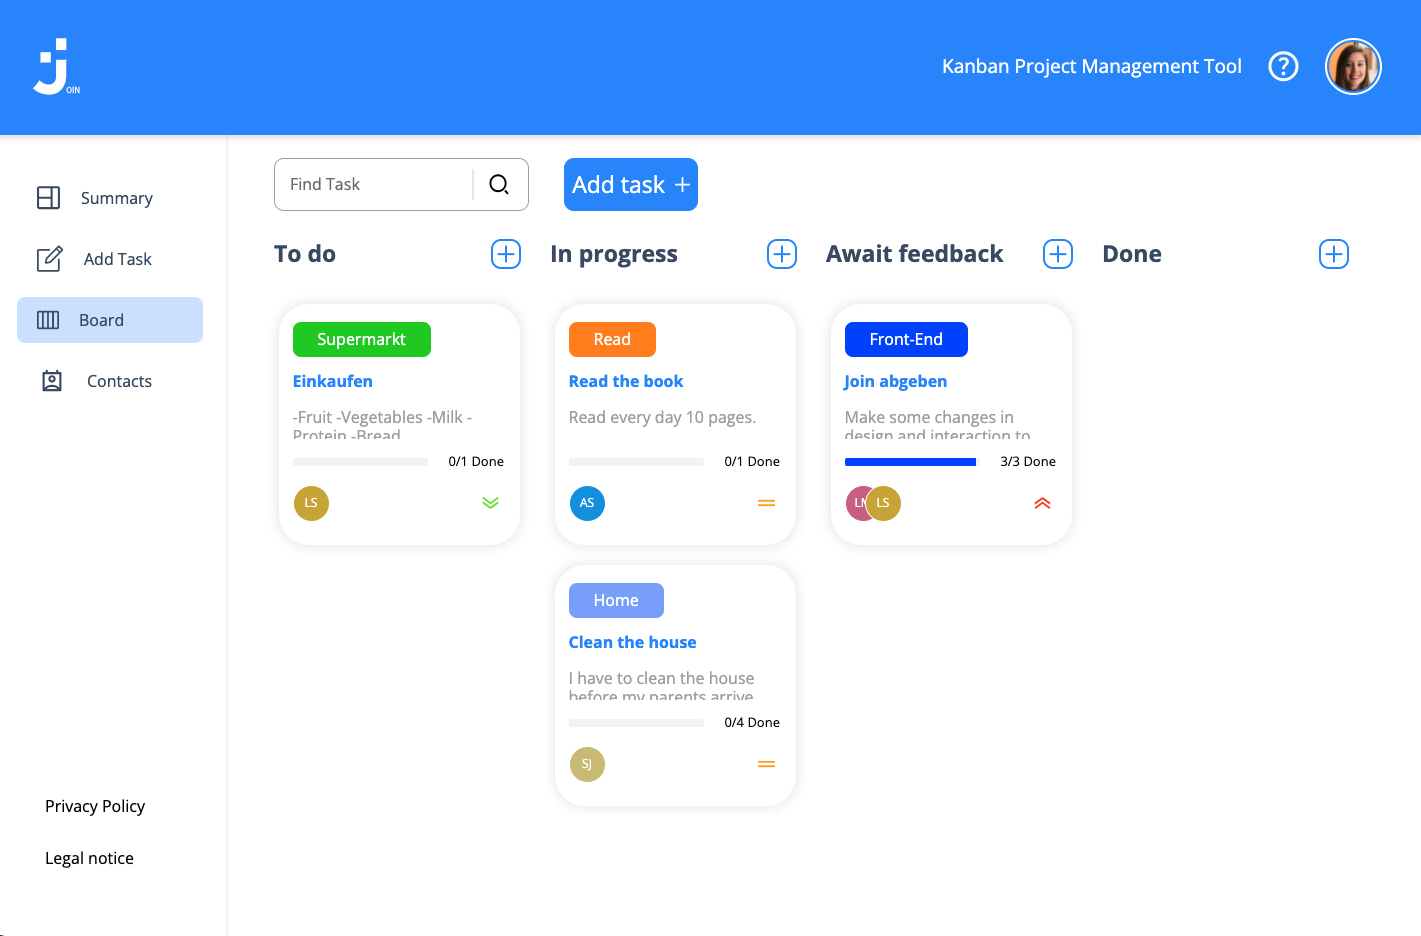 Join
Kanban Project Management Tool
Summary
Add Task
Board
Contacts
Privacy Policy
Legal notice
Find Task
Add task +
To do
Supermarkt
Einkaufen
-Fruit -Vegetables -Milk -
Protein -Bread
0/1 Done
LS
In progress
Read
Read the book
Read every day 10 pages.
0/1 Done
AS
Home
Clean the house
I have to clean the house
before my parents arrive
0/4 Done
SJ
Await feedback
Front-End
Join abgeben
Make some changes in
design and interaction to
3/3 Done
LM LS
Done